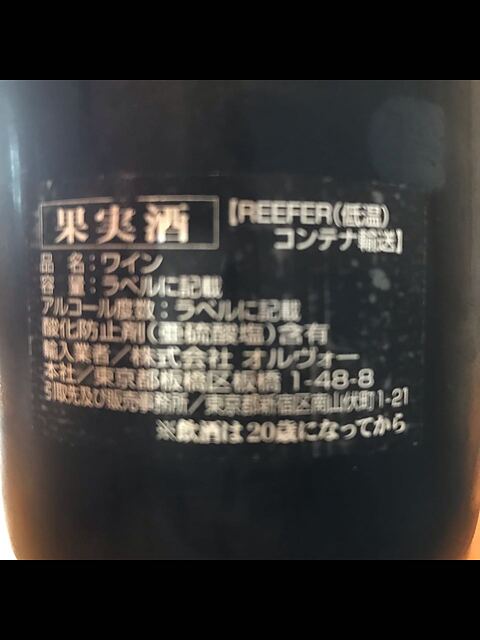 果実酒
【REEFER(低温)
コンテナ輸送】
品 名：ワイン
容 量：ラベルに記載
アルコール度数：ラベルに記載
酸化防止剤(亜硫酸塩)含有
輸入業者／株式会社 オルヴォー
本社／東京都板橋区板橋 1-48-8
引取先及び販売事務所／東京都新宿区南山伏町1-21
※飲酒は20歳になってから